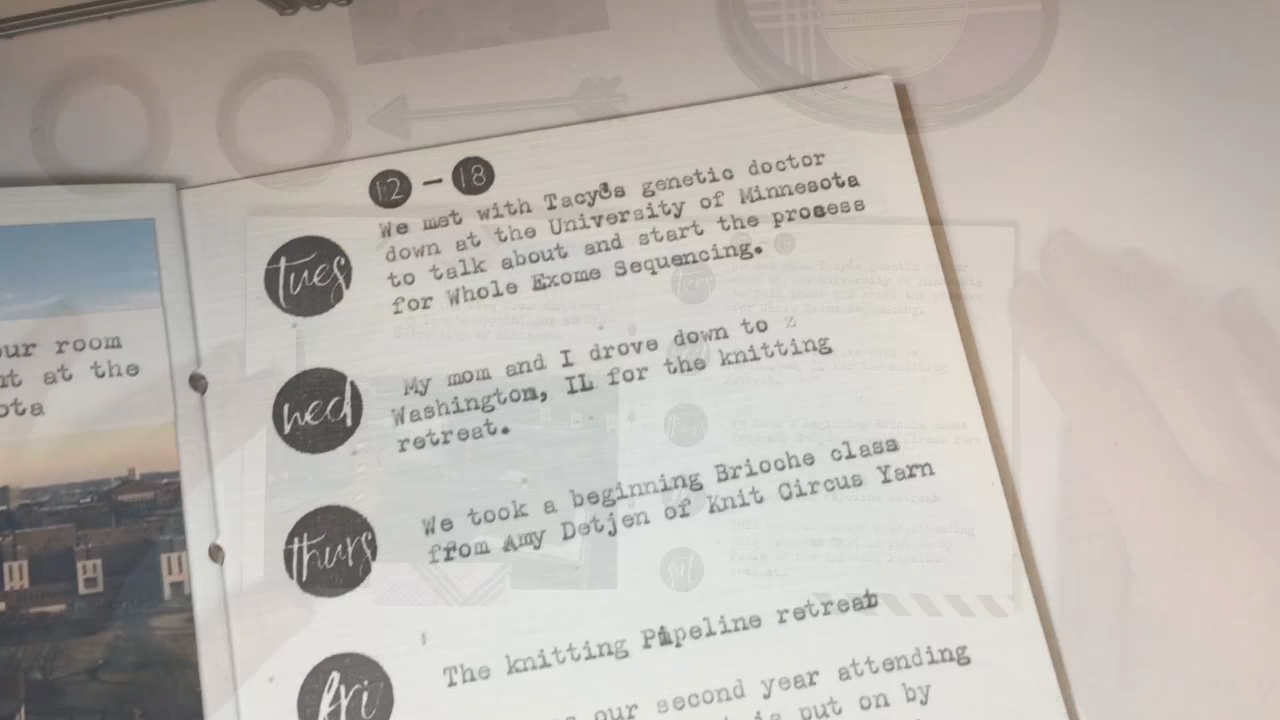 our room
at the
ota
12 - 18
tues
We met with Tacy's genetic doctor
down at the University of Minnesota
to talk about and start the process
for Whole Exome Sequencing.
wed
My mom and I drove down to
Washington, IL for the knitting
retreat.
thurs
We took a beginning Brioche class
from Amy Detjen of Knit Circus Yarn
fri
The knitting Pipeline retreat
our second year attending
is put on by
sat